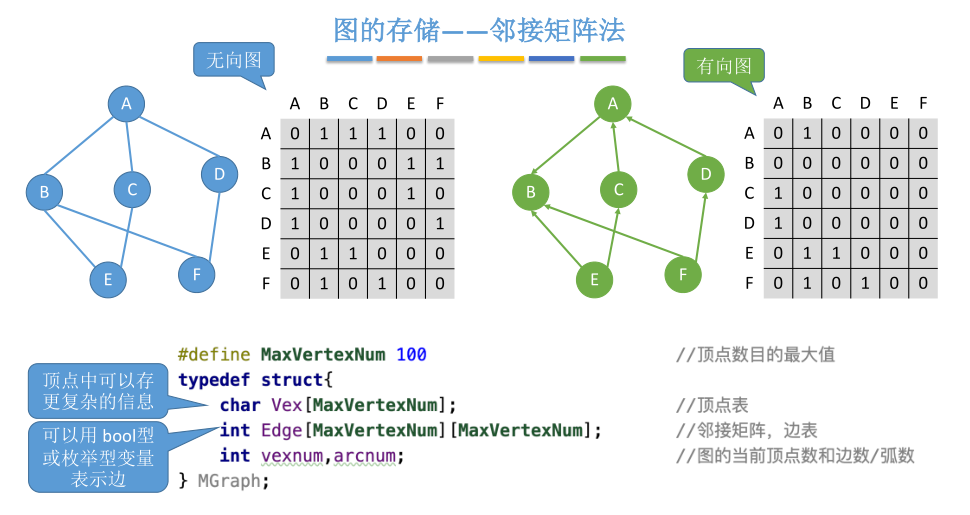 图的存储——邻接矩阵法
无向图
A
B
C
D
E
F
A B C D E F
A 0 1 1 1 0 0
B 1 0 0 0 1 1
C 1 0 0 0 1 0
D 1 0 0 0 0 1
E 0 1 1 0 0 0
F 0 1 0 1 0 0
有向图
A
B
C
D
E
F
A B C D E F
A 0 1 0 0 0 0
B 0 0 0 0 0 0
C 1 0 0 0 0 0
D 1 0 0 0 0 0
E 0 1 1 0 0 0
F 0 1 0 1 0 0
#define MaxVertexNum 100 //顶点数目的最大值
typedef struct{
char Vex[MaxVertexNum]; //顶点表
int Edge[MaxVertexNum][MaxVertexNum]; //邻接矩阵，边表
int vexnum,arcnum; //图的当前顶点数和边数/弧数
} MGraph;
顶点中可以存
更复杂的信息
可以用 bool型
或枚举型变量
表示边